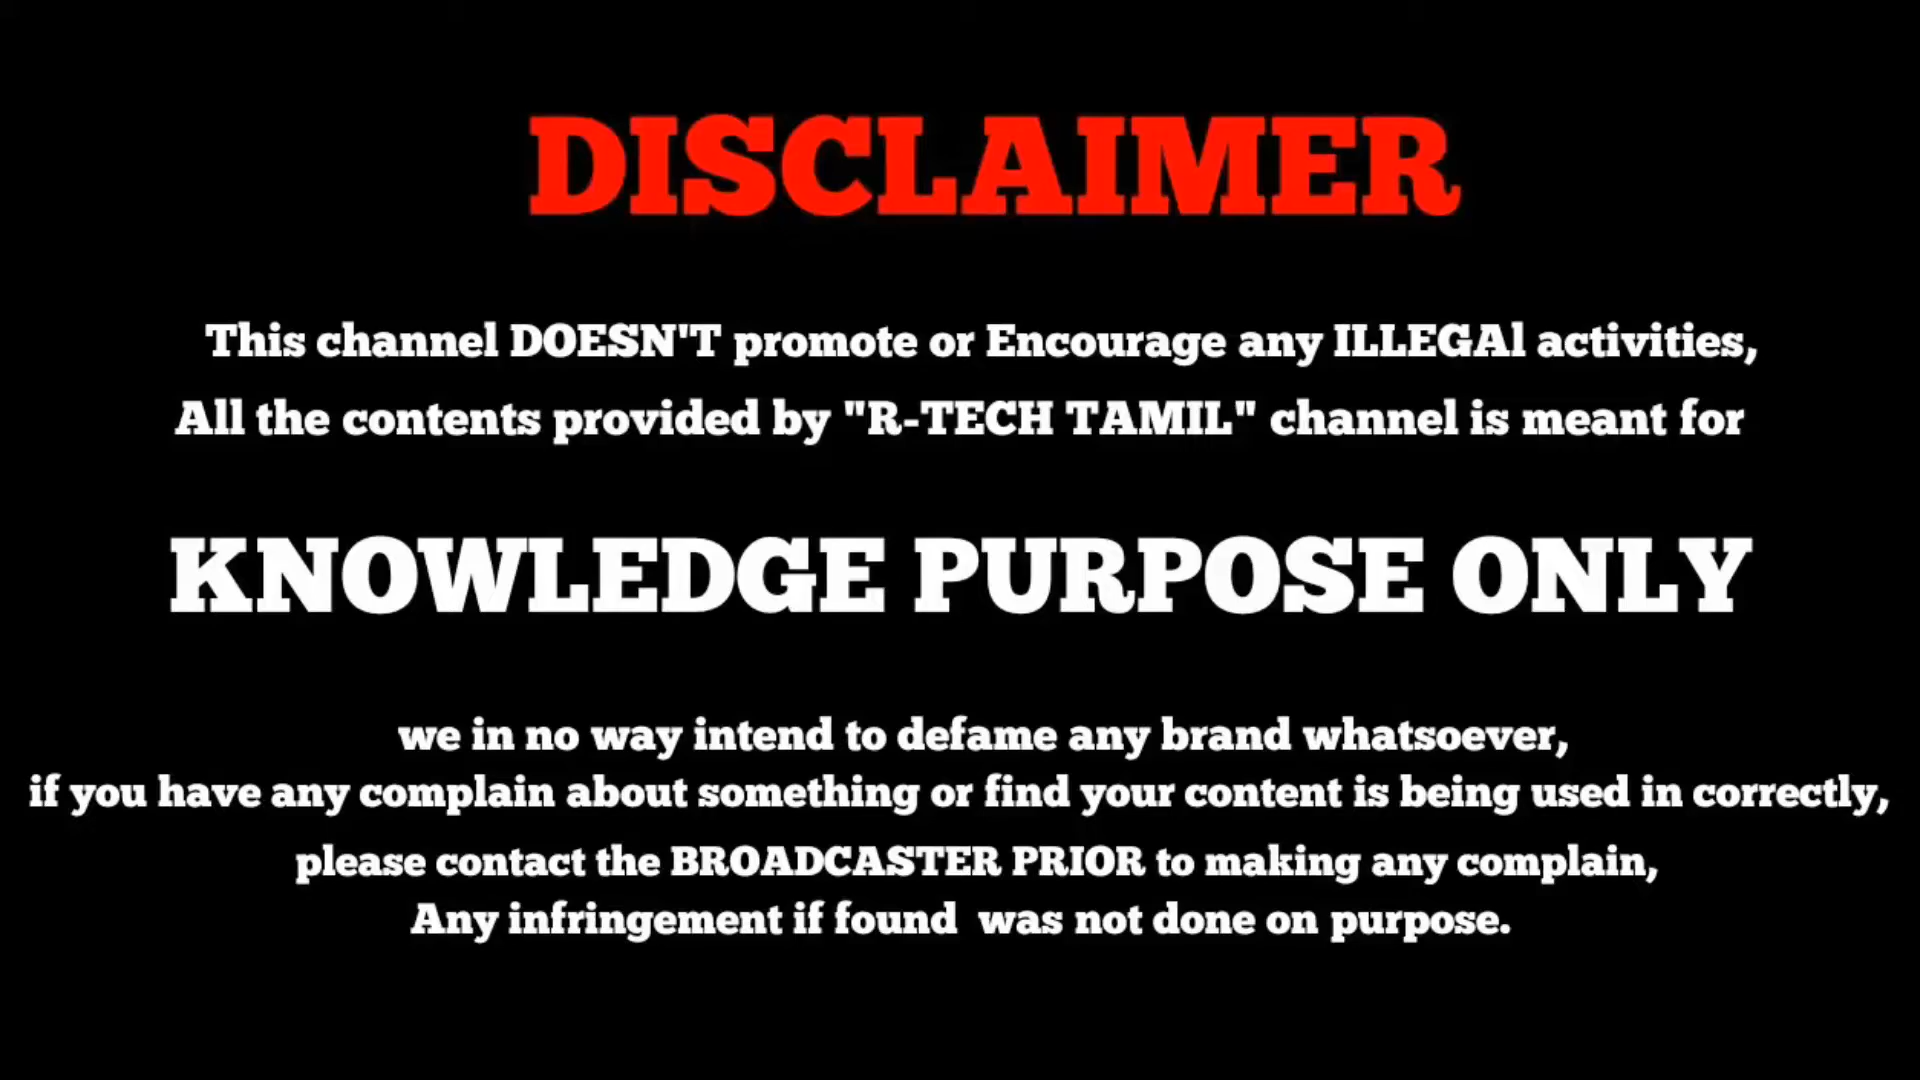 DISCLAIMER
This channel DOESN'T promote or Encourage any ILLEGAl activities,
All the contents provided by "R-TECH TAMIL" channel is meant for
KNOWLEDGE PURPOSE ONLY
we in no way intend to defame any brand whatsoever,
if you have any complain about something or find your content is being used in correctly,
please contact the BROADCASTER PRIOR to making any complain,
Any infringement if found was not done on purpose.